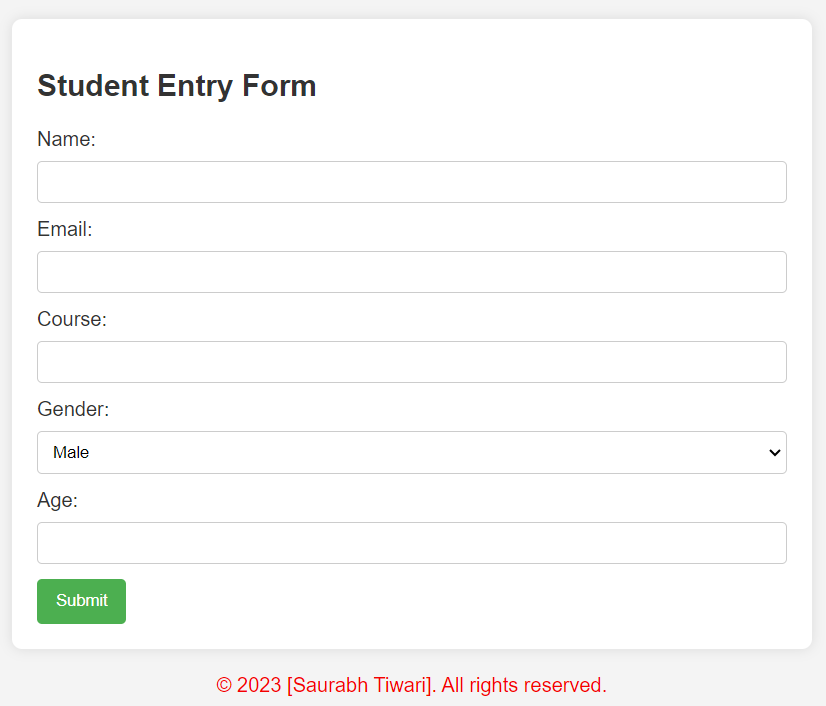 Student Entry Form
Name:
Email:
Course:
Gender:
Male
Age:
Submit
© 2023 [Saurabh Tiwari]. All rights reserved.